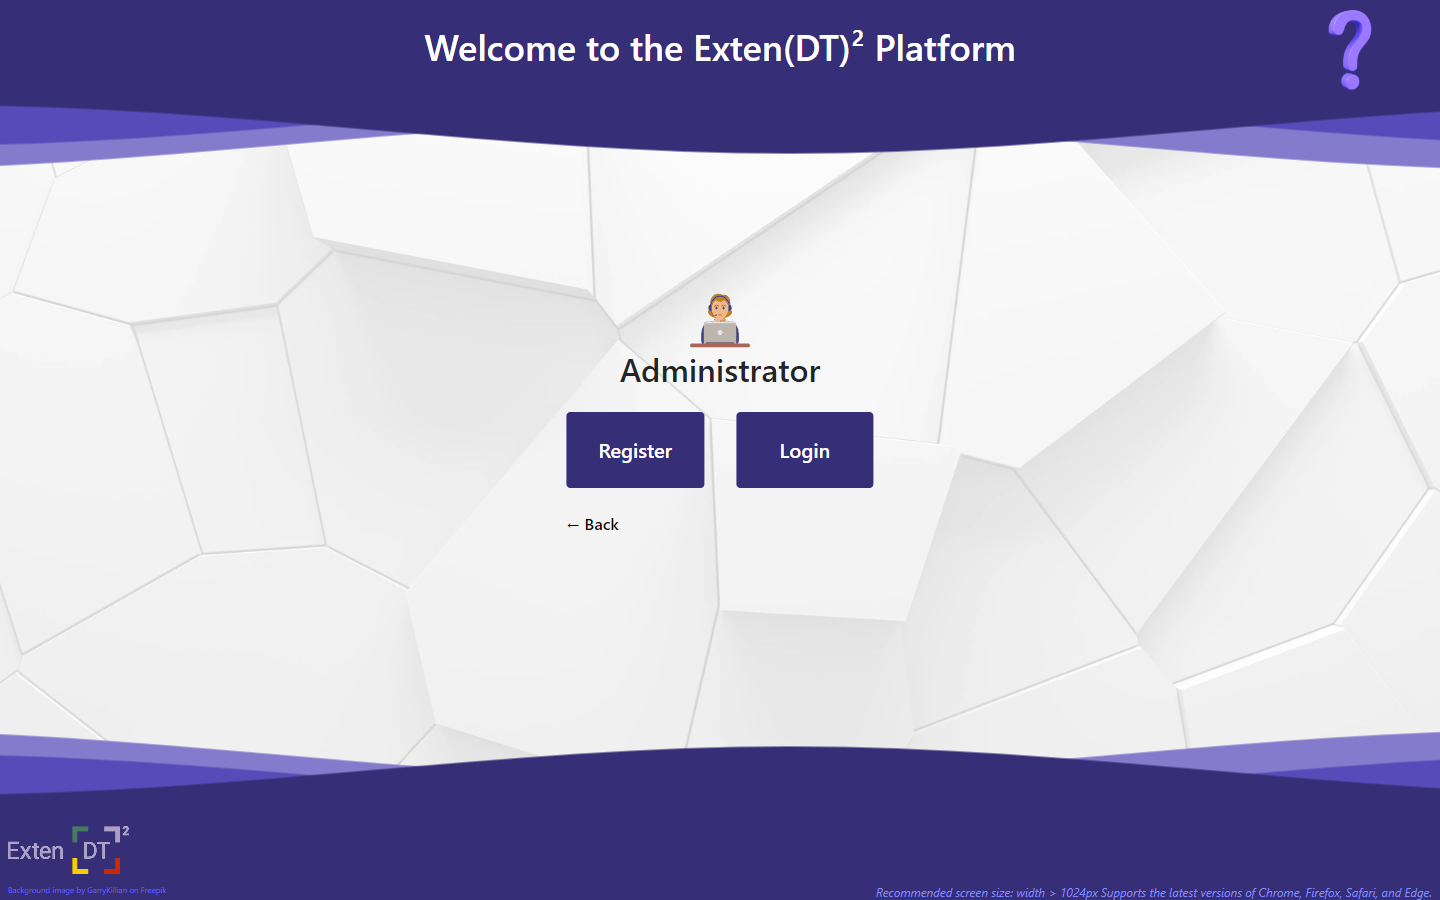 Welcome to the Exten(DT)² Platform
Administrator
Register
Login
← Back
Exten DT ²
Background image by GarryKillian on Freepik
Recommended screen size: width > 1024px Supports the latest versions of Chrome, Firefox, Safari, and Edge.